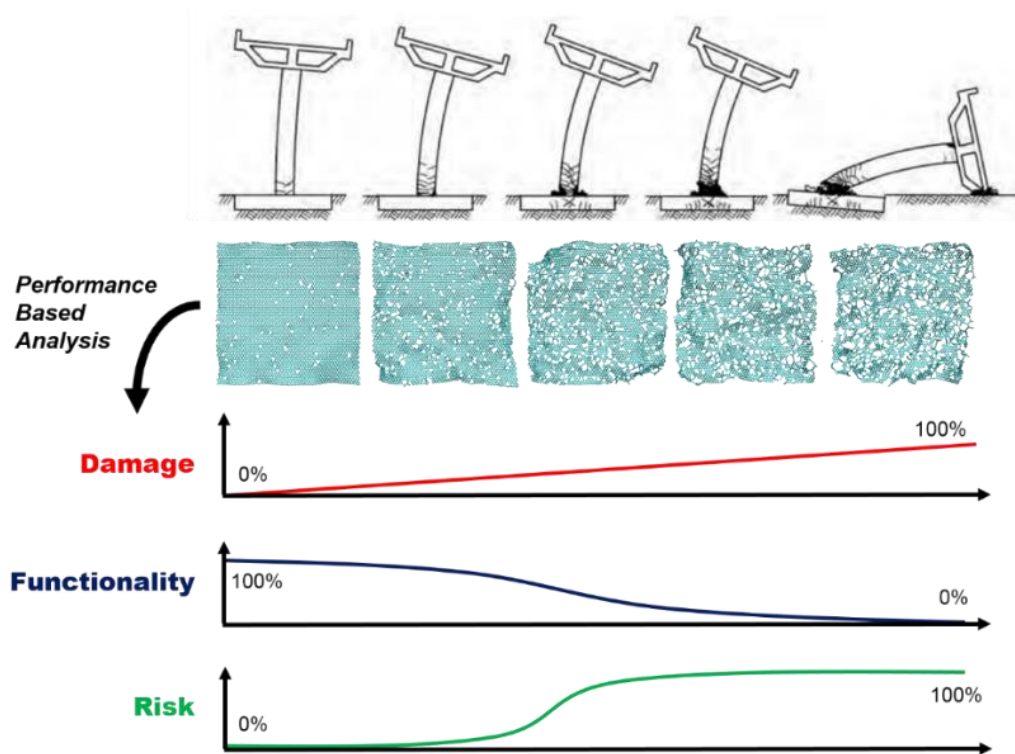 Performance
Based
Analysis
Damage
0%
100%
Functionality
100%
0%
Risk
0%
100%